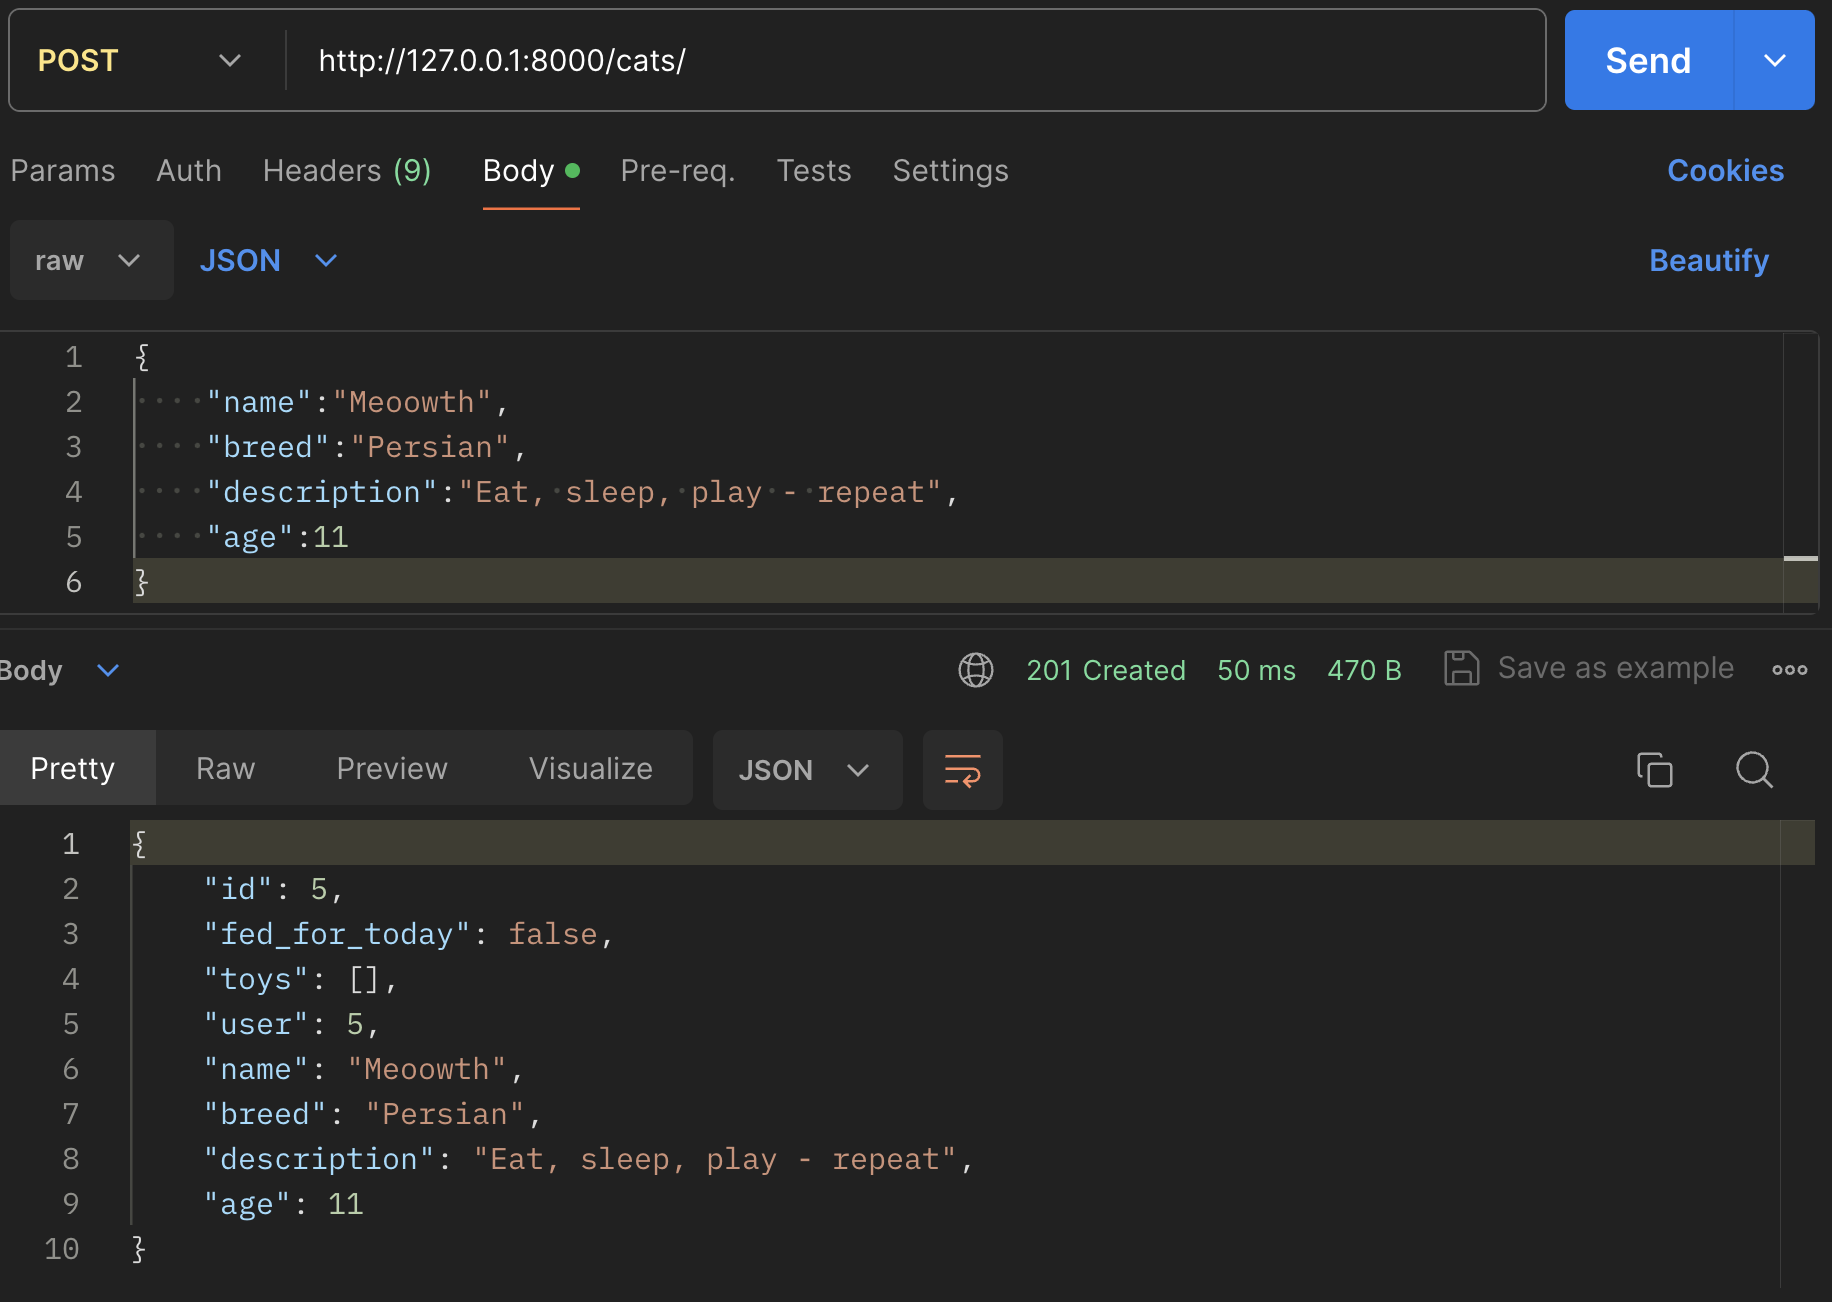 POST http://127.0.0.1:8000/cats/ Send
Params Auth Headers (9) Body Pre-req. Tests Settings Cookies
raw JSON Beautify
1 {
2 "name":"Meoowth",
3 "breed":"Persian",
4 "description":"Eat, sleep, play - repeat",
5 "age":11
6 }
Body 201 Created 50 ms 470 B Save as example
Pretty Raw Preview Visualize JSON
1 {
2 "id": 5,
3 "fed_for_today": false,
4 "toys": [],
5 "user": 5,
6 "name": "Meoowth",
7 "breed": "Persian",
8 "description": "Eat, sleep, play - repeat",
9 "age": 11
10 }